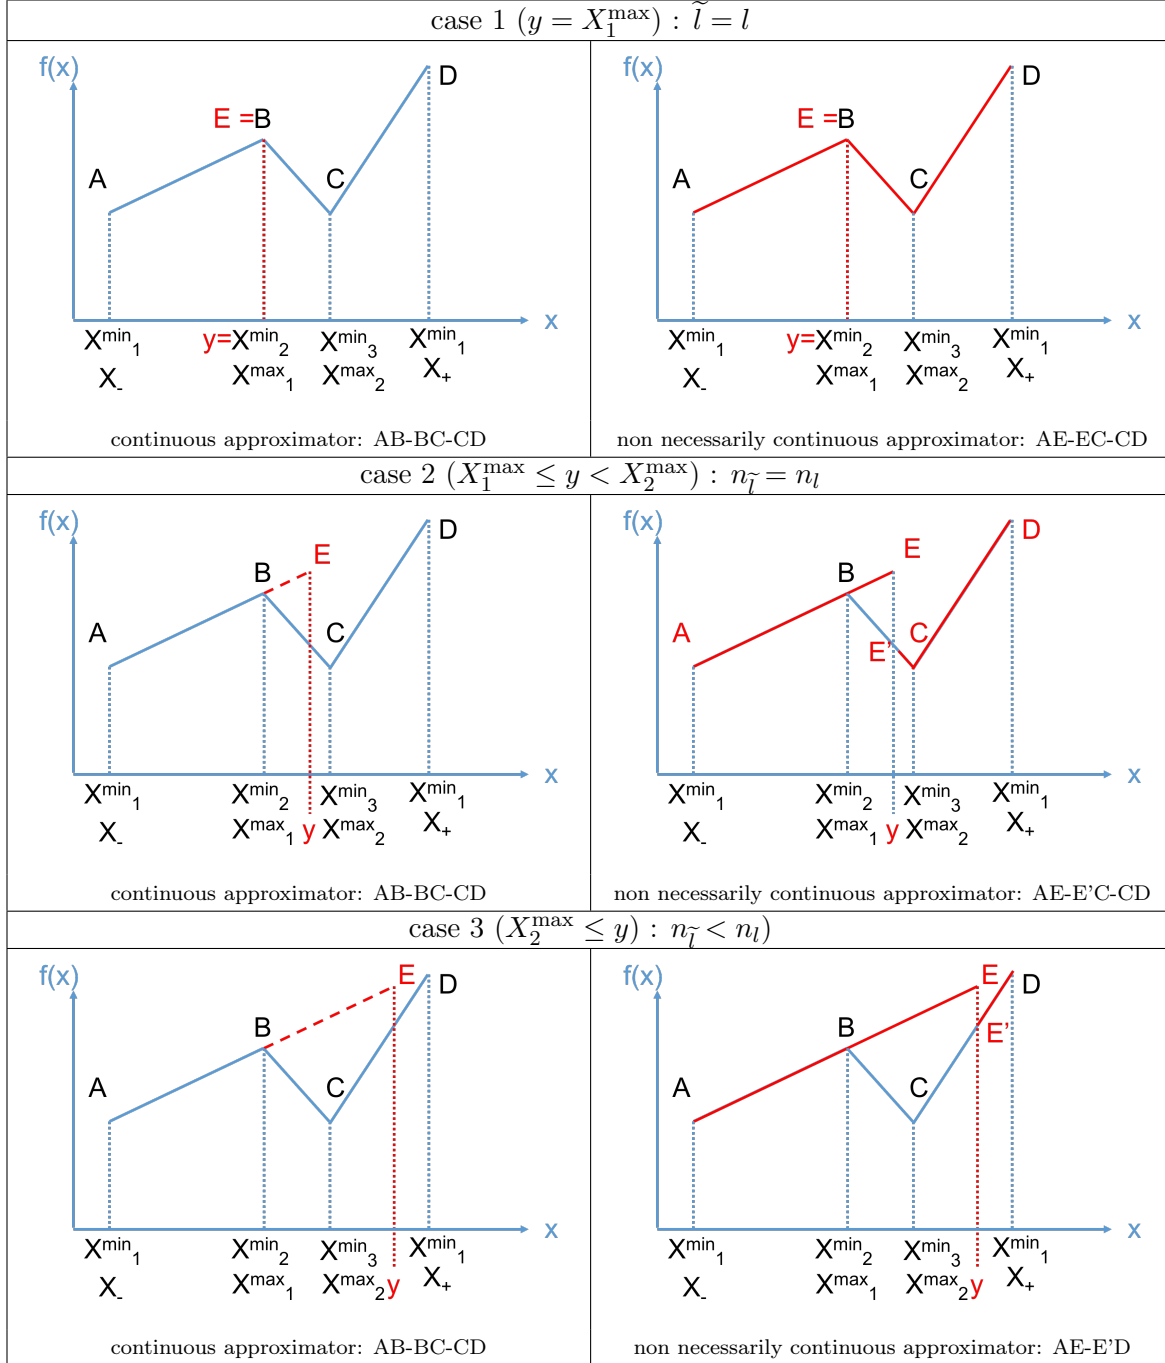 case 1 (y = X₁^max) : l̃ = l
f(x) D
E =B
A C
x
X^min₁ y=X^min₂ X^min₃ X^min₁
X₋ X^max₁ X^max₂ X₊
continuous approximator: AB-BC-CD
f(x) D
E =B
A C
x
X^min₁ y=X^min₂ X^min₃ X^min₁
X₋ X^max₁ X^max₂ X₊
non necessarily continuous approximator: AE-EC-CD
case 2 (X₁^max ≤ y < X₂^max) : n_l̃ = n_l
f(x) D
E
B
A C
x
X^min₁ X^min₂ X^min₃ X^min₁
X₋ X^max₁ y X^max₂ X₊
continuous approximator: AB-BC-CD
f(x) D
E
B
A C
E'
x
X^min₁ X^min₂ X^min₃ X^min₁
X₋ X^max₁ y X^max₂ X₊
non necessarily continuous approximator: AE-E'C-CD
case 3 (X₂^max ≤ y) : n_l̃ < n_l)
f(x) E D
B
A C
x
X^min₁ X^min₂ X^min₃ X^min₁
X₋ X^max₁ X^max₂ y X₊
continuous approximator: AB-BC-CD
f(x) E D
B E'
A C
x
X^min₁ X^min₂ X^min₃ X^min₁
X₋ X^max₁ X^max₂ y X₊
non necessarily continuous approximator: AE-E'D